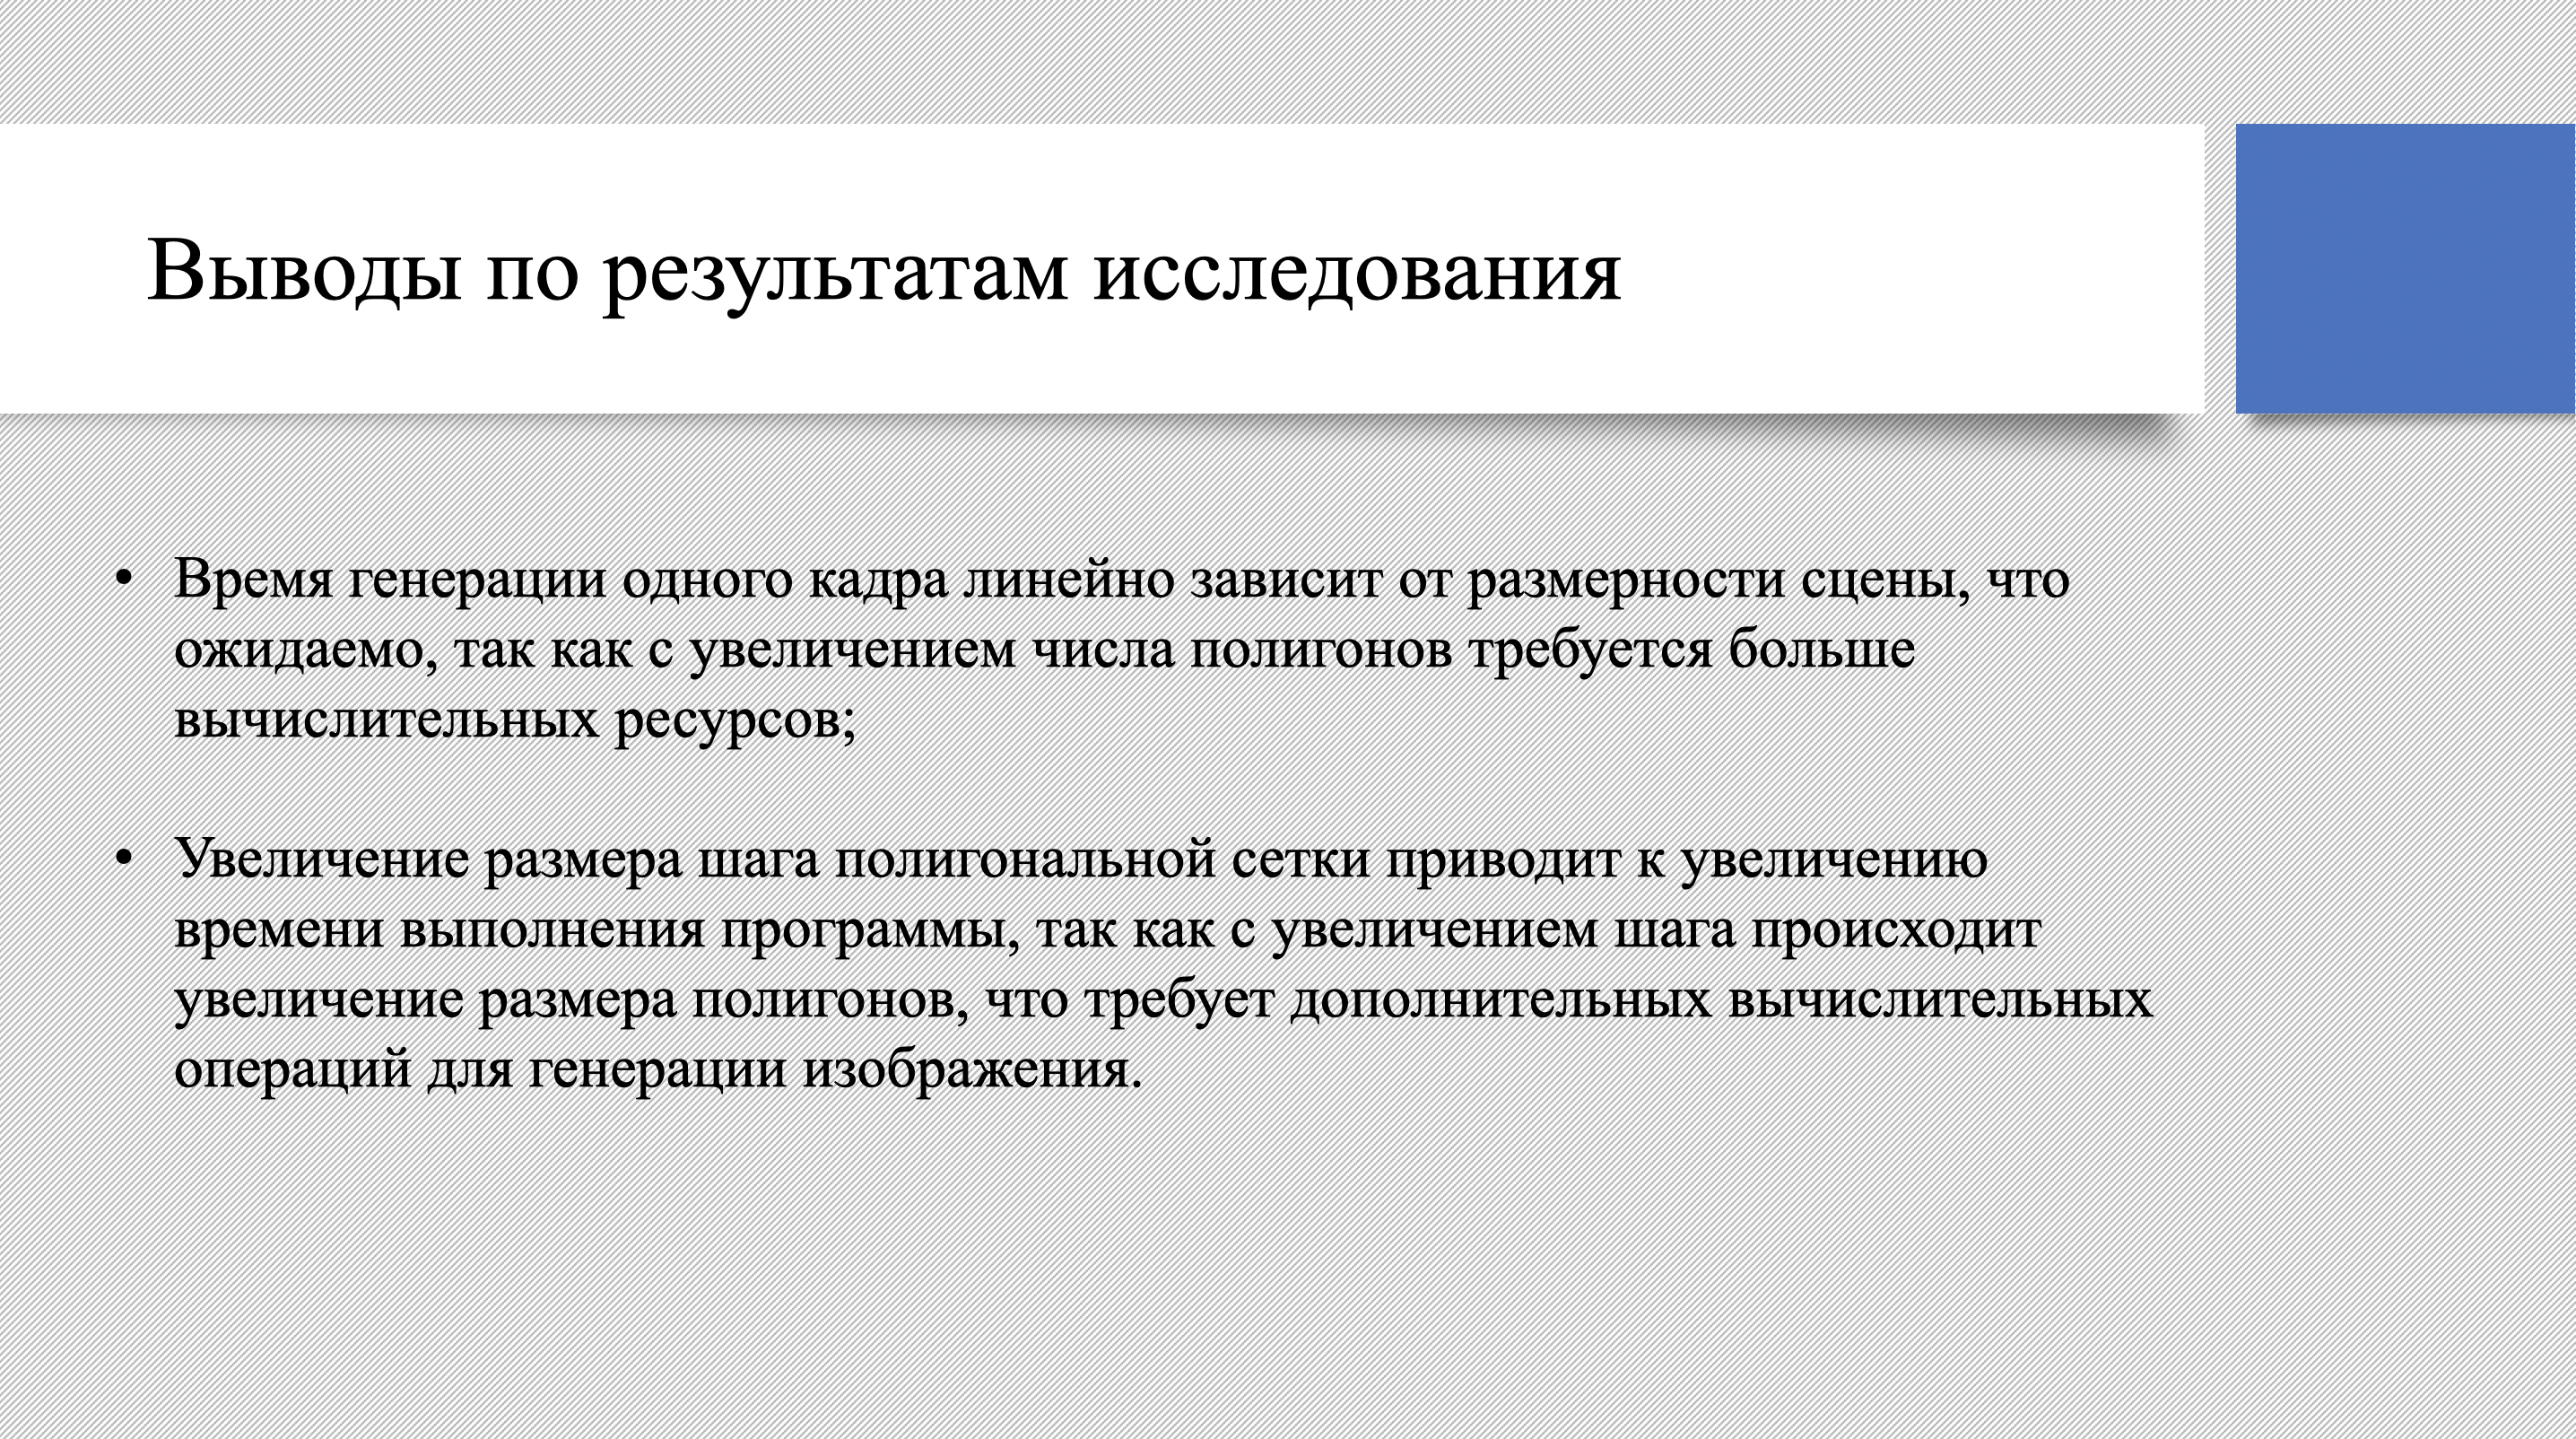 Выводы по результатам исследования
• Время генерации одного кадра линейно зависит от размерности сцены, что
ожидаемо, так как с увеличением числа полигонов требуется больше
вычислительных ресурсов;
• Увеличение размера шага полигональной сетки приводит к увеличению
времени выполнения программы, так как с увеличением шага происходит
увеличение размера полигонов, что требует дополнительных вычислительных
операций для генерации изображения.